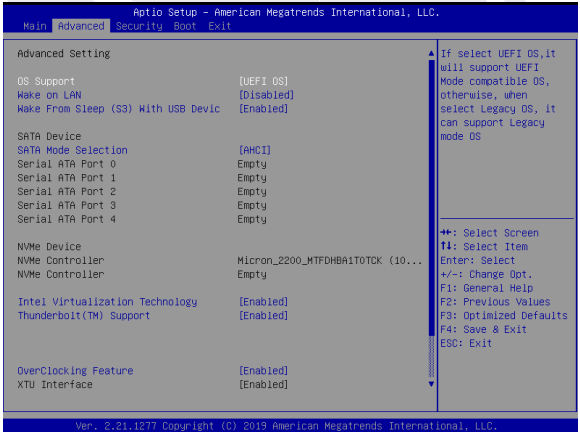 Aptio Setup - American Megatrends International, LLC.
Main Advanced Security Boot Exit
Advanced Setting
OS Support [UEFI OS]
Wake on LAN [Disabled]
Wake From Sleep (S3) With USB Devic [Enabled]
SATA Device
SATA Mode Selection [AHCI]
Serial ATA Port 0 Empty
Serial ATA Port 1 Empty
Serial ATA Port 2 Empty
Serial ATA Port 3 Empty
Serial ATA Port 4 Empty
NVMe Device
NVMe Controller Micron_2200_MTFDHBA1T0TCK (10...
NVMe Controller Empty
Intel Virtualization Technology [Enabled]
Thunderbolt(TM) Support [Enabled]
OverClocking Feature [Enabled]
XTU Interface [Enabled]
If select UEFI OS,it
will support UEFI
Mode compatible OS,
otherwise, when
select Legacy OS, it
can support Legacy
mode OS
→←: Select Screen
↑↓: Select Item
Enter: Select
+/-: Change Opt.
F1: General Help
F2: Previous Values
F3: Optimized Defaults
F4: Save & Exit
ESC: Exit
Ver. 2.21.1277 Copyright (C) 2019 American Megatrends International, LLC.